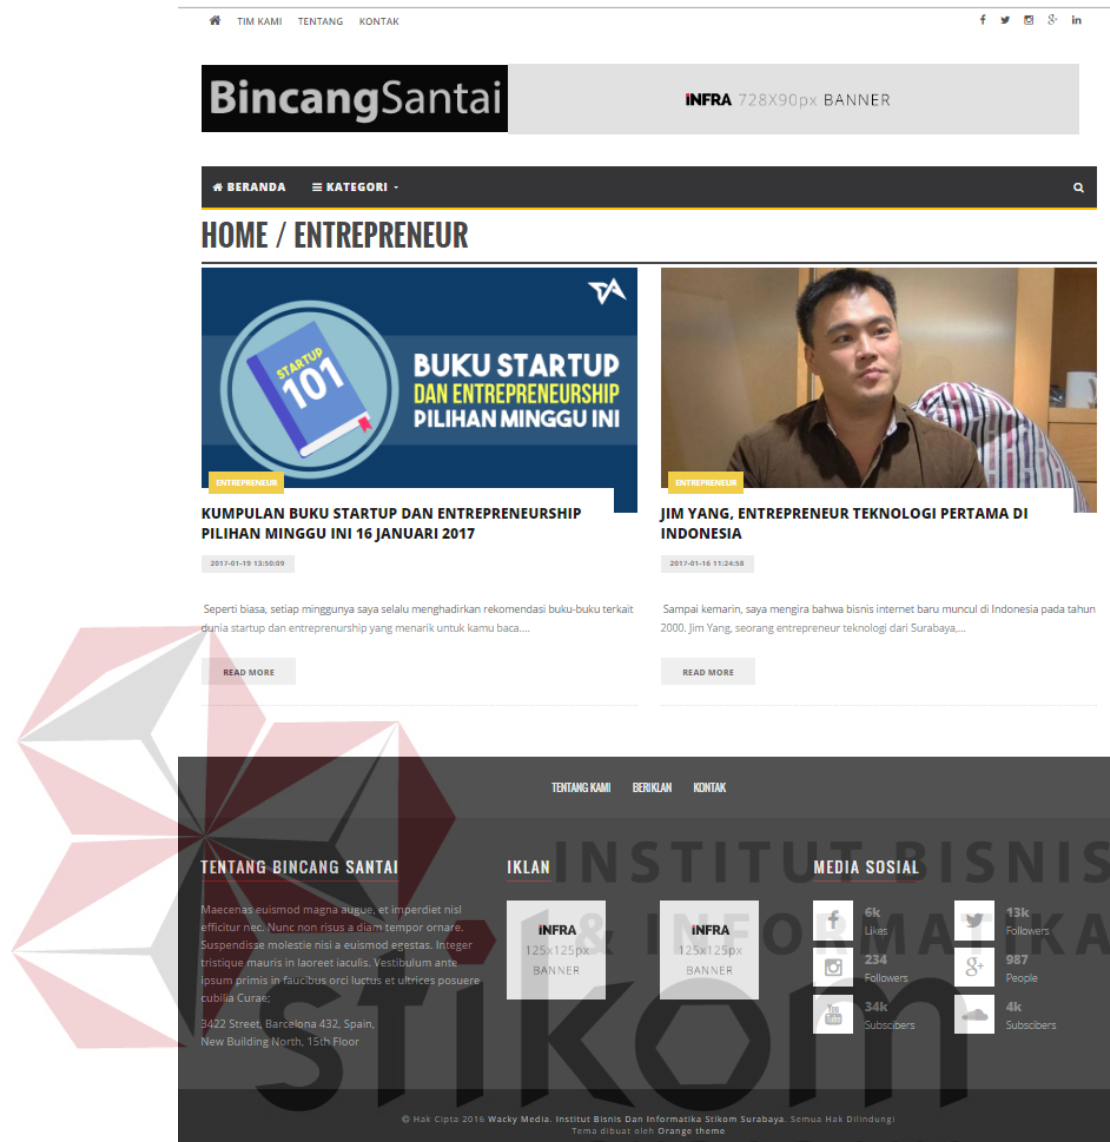 TIM KAMI TENTANG KONTAK
BincangSantai
INFRA 728X90px BANNER
BERANDA KATEGORI
HOME / ENTREPRENEUR
STARTUP
101
BUKU STARTUP
DAN ENTREPRENEURSHIP
PILIHAN MINGGU INI
ENTREPRENEUR
KUMPULAN BUKU STARTUP DAN ENTREPRENEURSHIP
PILIHAN MINGGU INI 16 JANUARI 2017
2017-01-19 13:50:09
Seperti biasa, setiap minggunya saya selalu menghadirkan rekomendasi buku-buku terkait
dunia startup dan entreprenurship yang menarik untuk kamu baca....
READ MORE
ENTREPRENEUR
JIM YANG, ENTREPRENEUR TEKNOLOGI PERTAMA DI
INDONESIA
2017-01-16 11:24:58
Sampai kemarin, saya mengira bahwa bisnis internet baru muncul di Indonesia pada tahun
2000. Jim Yang, seorang entrepreneur teknologi dari Surabaya,...
READ MORE
TENTANG KAMI BERIKLAN KONTAK
TENTANG BINCANG SANTAI
Maecenas euismod magna augue, et imperdiet nisl
efficitur nec. Nunc non risus a diam tempor ornare.
Suspendisse molestie nisi a euismod egestas. Integer
tristique mauris in laoreet iaculis. Vestibulum ante
ipsum primis in faucibus orci luctus et ultrices posuere
cubilia Curae;
3422 Street, Barcelona 432, Spain,
New Building North, 15th Floor
IKLAN
INFRA
125x125px
BANNER
INFRA
125x125px
BANNER
MEDIA SOSIAL
6k
Likes
13k
Followers
234
Followers
987
People
34k
Subscibers
4k
Subscibers
INSTITUT BISNIS
& INFORMATIKA
stikom
© Hak Cipta 2016 Wacky Media. Institut Bisnis Dan Informatika Stikom Surabaya. Semua Hak Dilindungi
Tema dibuat oleh Orange theme